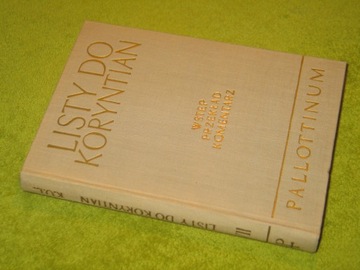 LISTY DO
KORYNTIAN
WSTĘP
PRZEKŁAD
KOMENTARZ
PALLOTTINUM
K.U.L.
LISTY DO KORYNTIAN